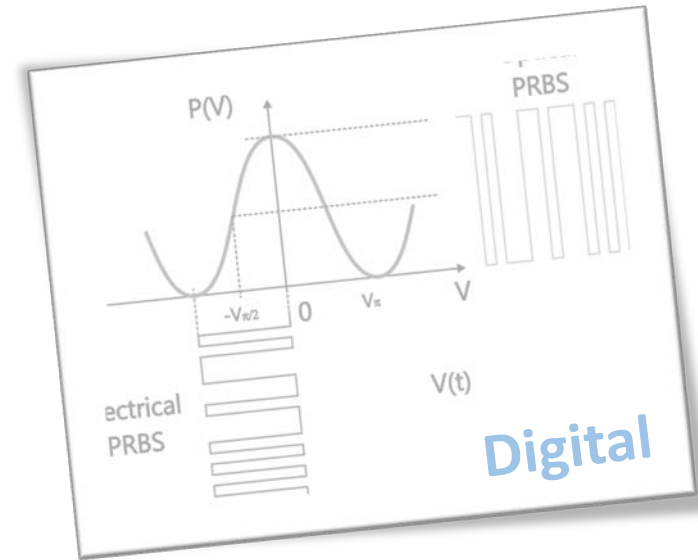 PRBS
P(V)
-Vπ/2
0
Vπ
V
ectrical
PRBS
V(t)
Digital